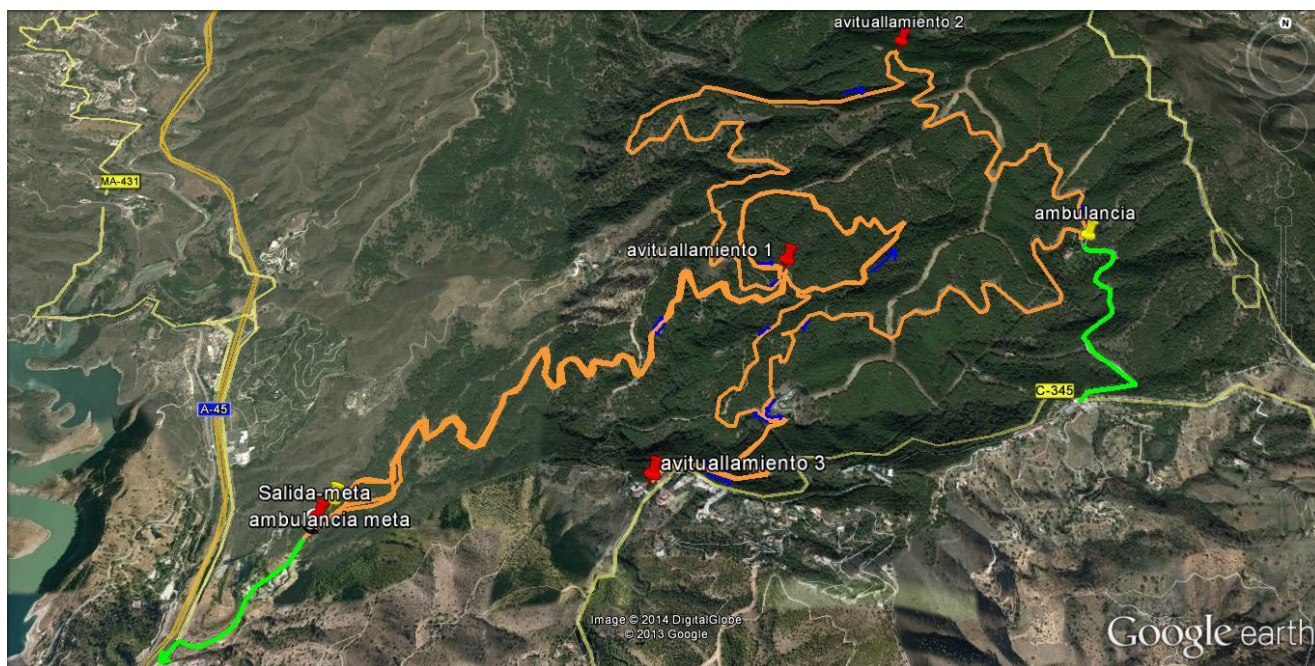 avituallamiento 2
N
MA-431
ambulancia
avituallamiento 1
C-345
A-45
avituallamiento 3
Salida-meta
ambulancia meta
Image © 2014 DigitalGlobe
© 2013 Google
Google earth